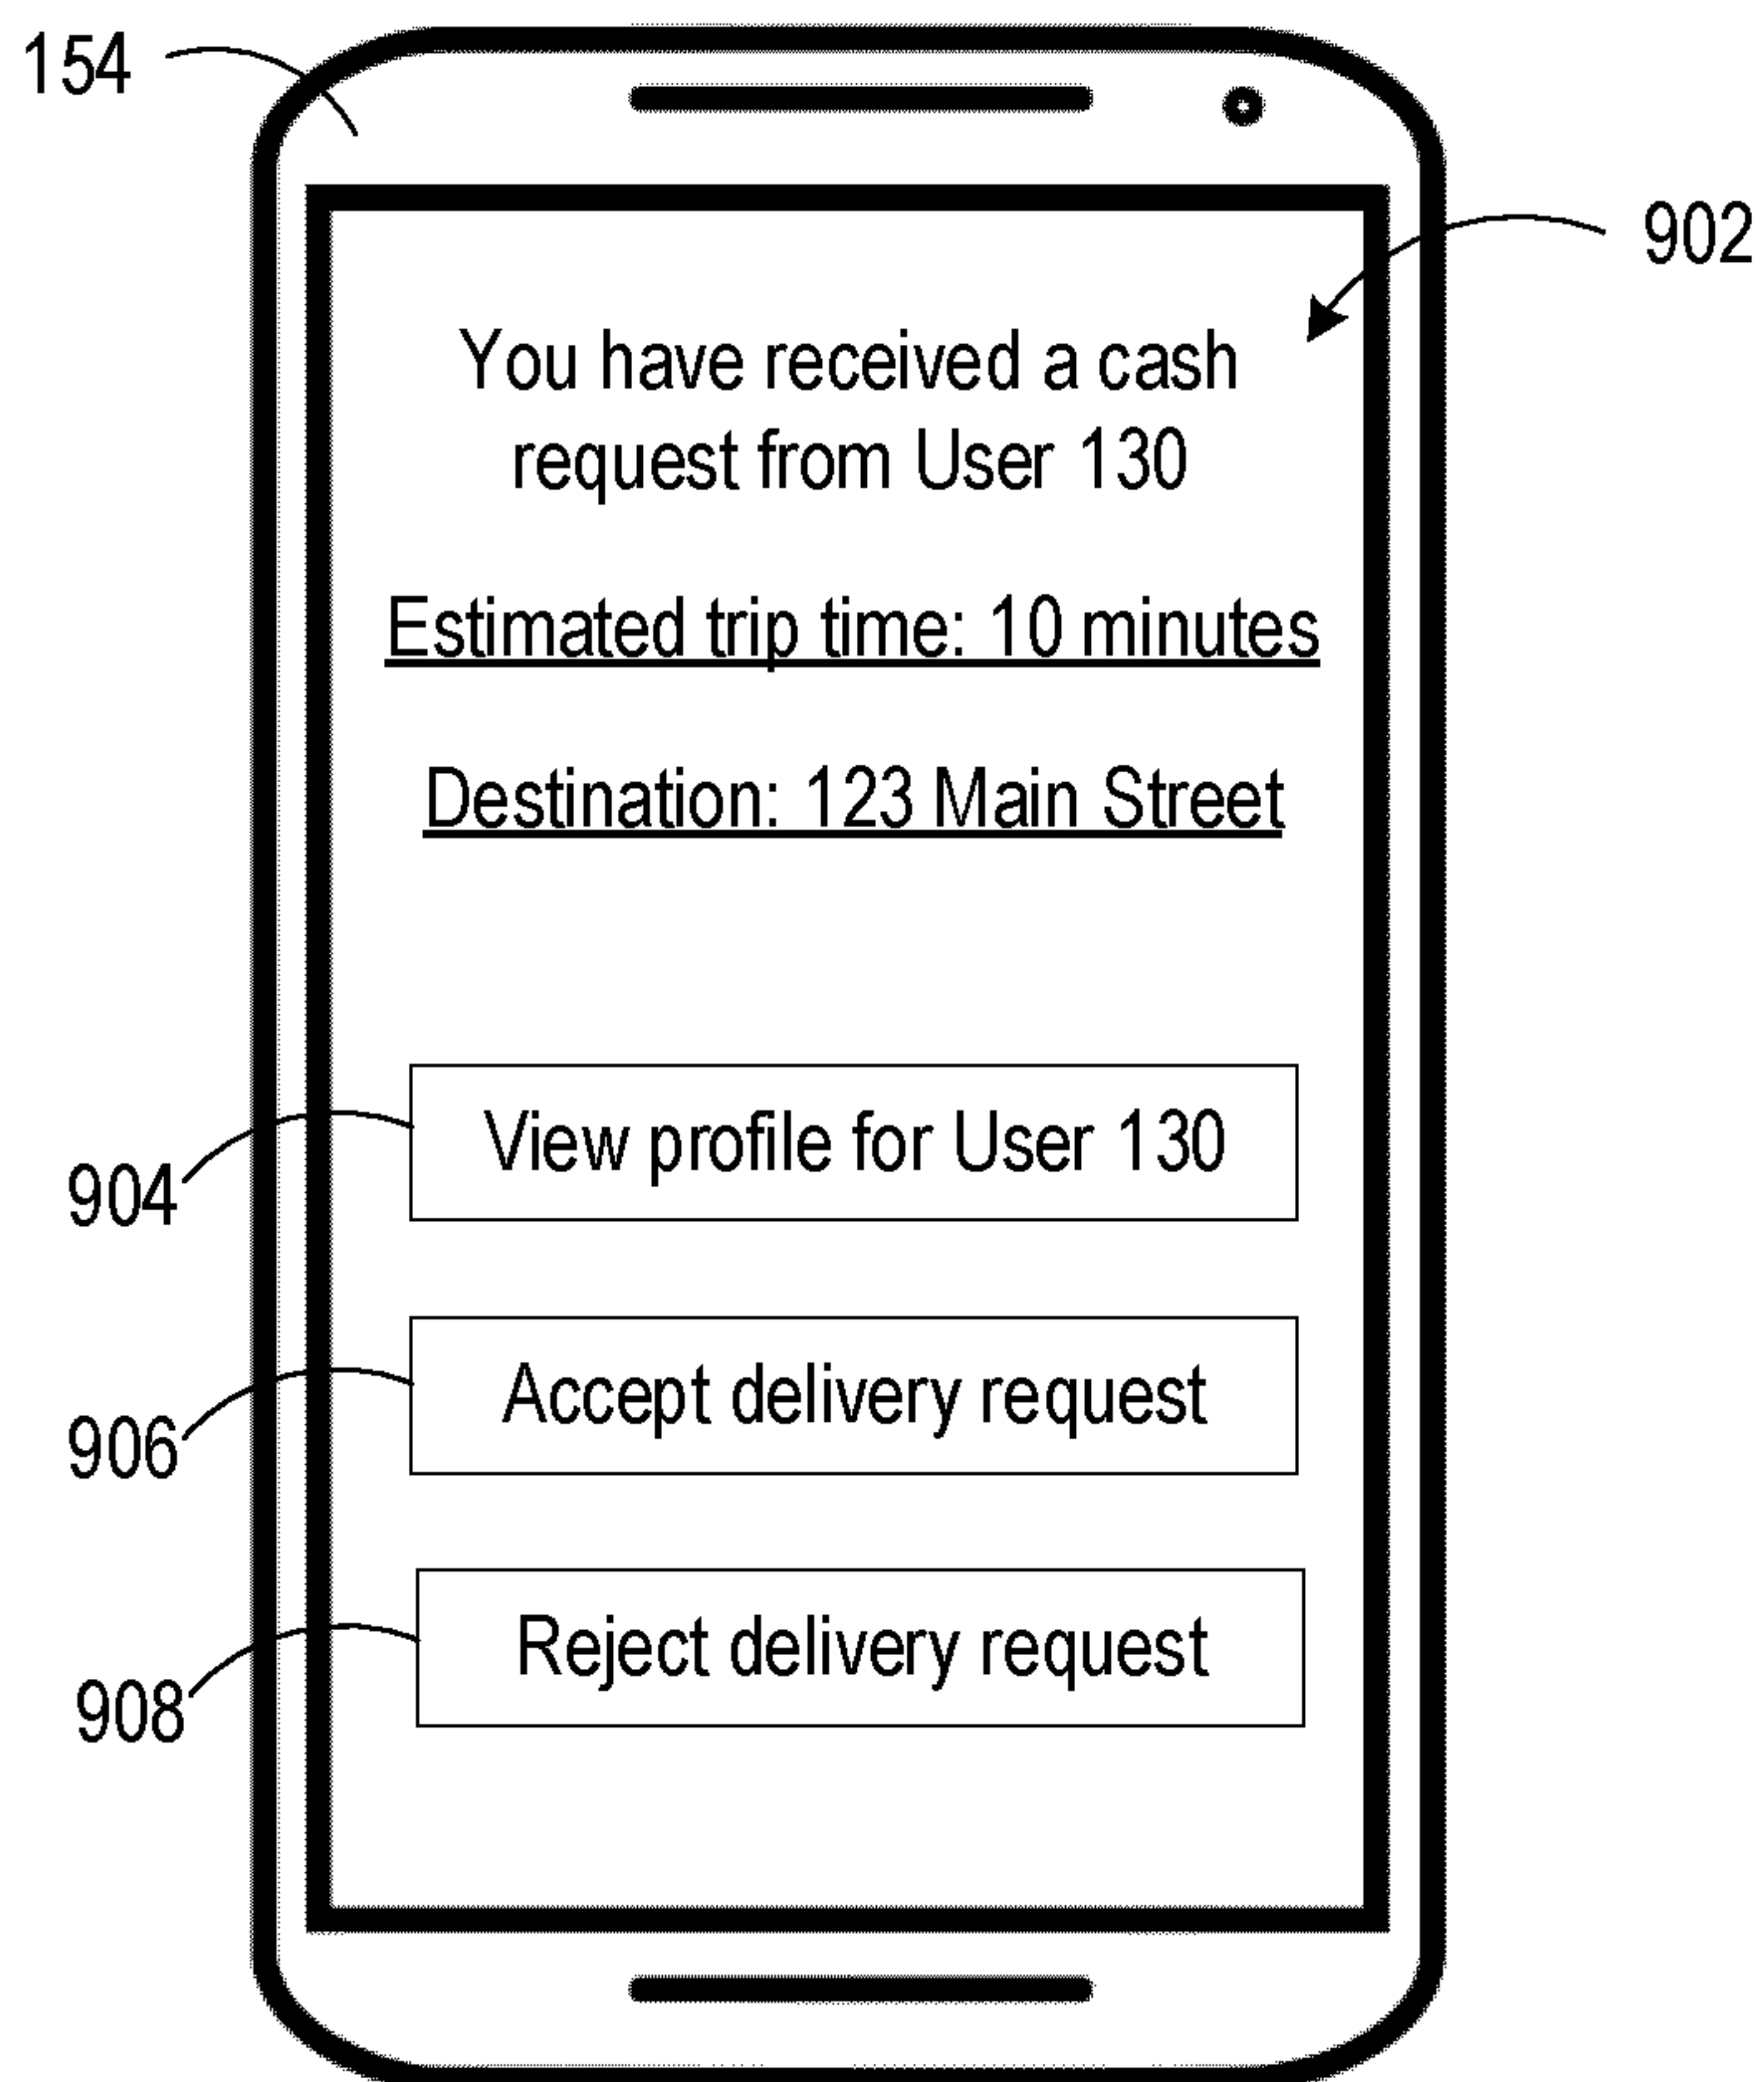 154
902
You have received a cash
request from User 130
Estimated trip time: 10 minutes
Destination: 123 Main Street
904
View profile for User 130
906
Accept delivery request
908
Reject delivery request